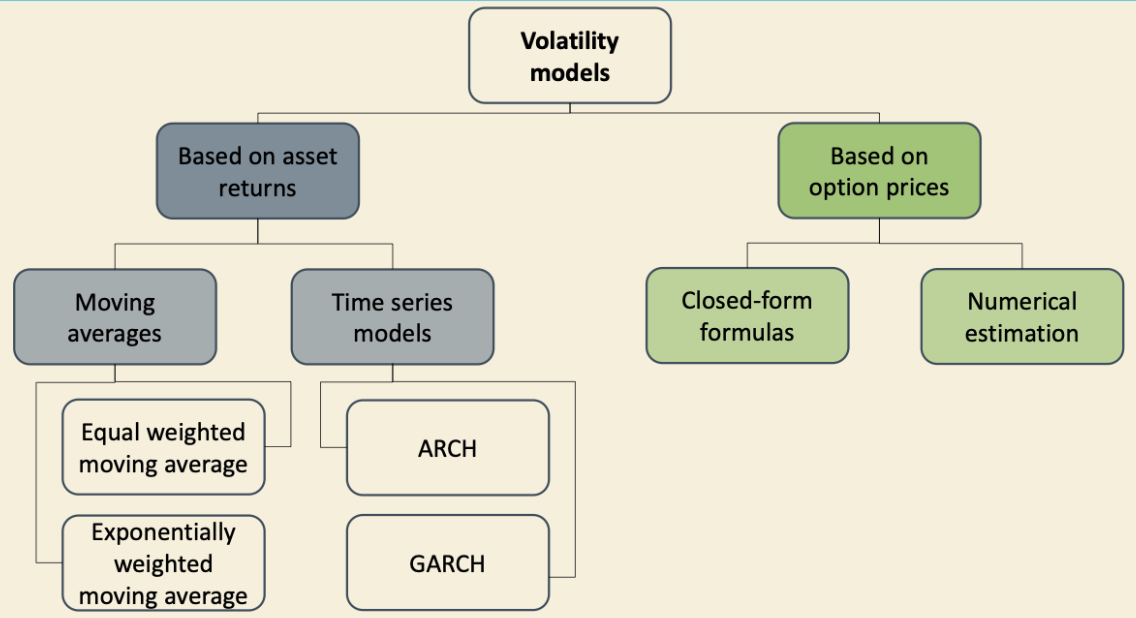 Volatility
models
Based on asset
returns
Based on
option prices
Moving
averages
Time series
models
Closed-form
formulas
Numerical
estimation
Equal weighted
moving average
ARCH
Exponentially
weighted
moving average
GARCH